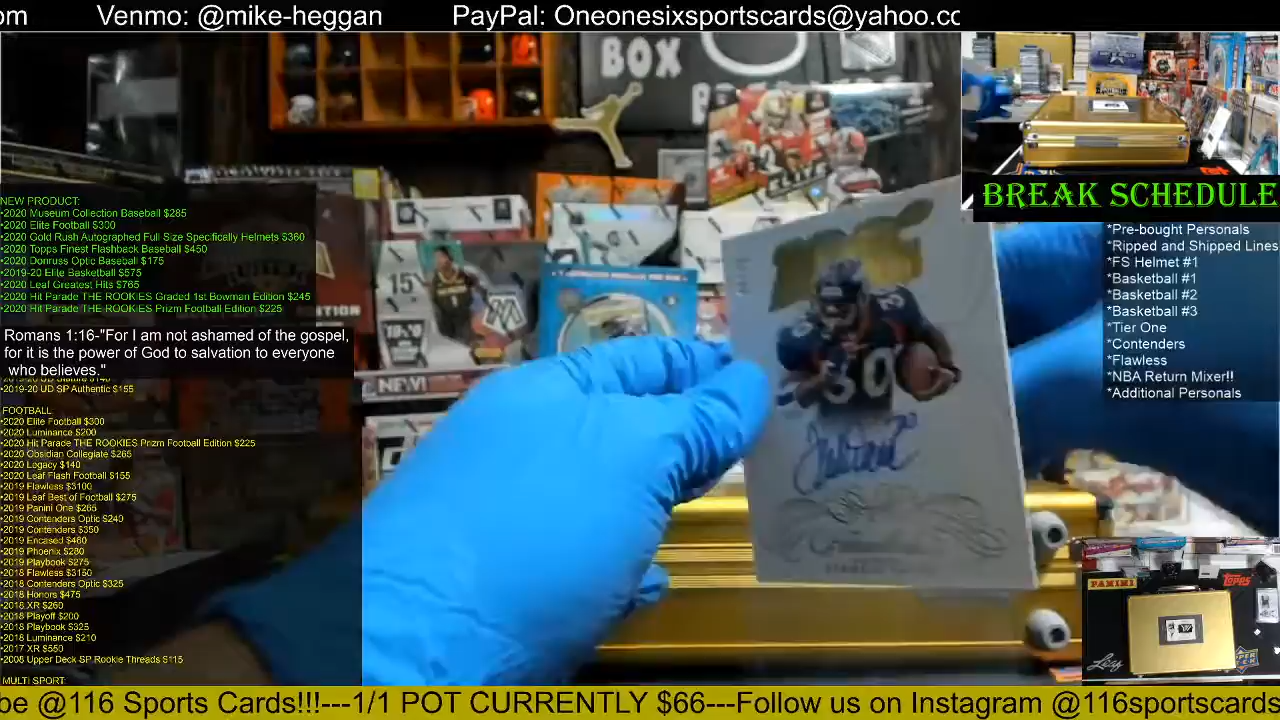 om Venmo: @mike-heggan PayPal: Oneonesixsportscards@yahoo.cc
BOX
BREAK SCHEDULE
*Pre-bought Personals
*Ripped and Shipped Lines
*FS Helmet #1
*Basketball #1
*Basketball #2
*Basketball #3
*Tier One
*Contenders
*Flawless
*NBA Return Mixer!!
*Additional Personals
NEW PRODUCT:
•2020 Museum Collection Baseball $285
•2020 Elite Football $300
•2020 Gold Rush Autographed Full Size Specifically Helmets $360
•2020 Topps Finest Flashback Baseball $450
•2020 Donruss Optic Baseball $175
•2019-20 Elite Basketball $575
•2020 Leaf Greatest Hits $765
•2020 Hit Parade THE ROOKIES Graded 1st Bowman Edition $245
•2020 Hit Parade THE ROOKIES Prizm Football Edition $225
Romans 1:16-"For I am not ashamed of the gospel,
for it is the power of God to salvation to everyone
who believes."
•2019-20 UD SP Authentic $155
FOOTBALL
•2020 Elite Football $300
•2020 Luminance $200
•2020 Hit Parade THE ROOKIES Prizm Football Edition $225
•2020 Obsidian Collegiate $265
•2020 Legacy $140
•2020 Leaf Flash Football $155
•2019 Flawless $3100
•2019 Leaf Best of Football $275
•2019 Panini One $265
•2019 Contenders Optic $240
•2019 Contenders $350
•2019 Encased $460
•2019 Phoenix $280
•2019 Playbook $275
•2018 Flawless $3150
•2018 Contenders Optic $325
•2018 Honors $475
•2018 XR $260
•2018 Playoff $200
•2018 Playbook $325
•2018 Luminance $210
•2017 XR $550
•2008 Upper Deck SP Rookie Threads $115
MULTI SPORT:
15
NEW!
30
PANINI
Topps
Leaf
UPPER DECK
be @116 Sports Cards!!!---1/1 POT CURRENTLY $66---Follow us on Instagram @116sportscards